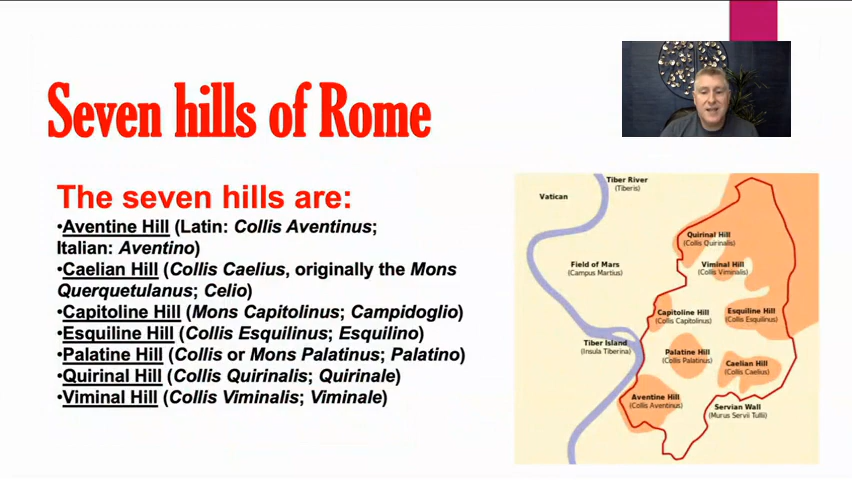 Seven hills of Rome
The seven hills are:
•Aventine Hill (Latin: Collis Aventinus;
Italian: Aventino)
•Caelian Hill (Collis Caelius, originally the Mons
Querquetulanus; Celio)
•Capitoline Hill (Mons Capitolinus; Campidoglio)
•Esquiline Hill (Collis Esquilinus; Esquilino)
•Palatine Hill (Collis or Mons Palatinus; Palatino)
•Quirinal Hill (Collis Quirinalis; Quirinale)
•Viminal Hill (Collis Viminalis; Viminale)
Tiber River
(Tiberis)
Vatican
Quirinal Hill
(Collis Quirinalis)
Field of Mars
(Campus Martius)
Viminal Hill
(Collis Viminalis)
Capitoline Hill
(Collis Capitolinus)
Esquiline Hill
(Collis Esquilinus)
Tiber Island
(Insula Tiberina)
Palatine Hill
(Collis Palatinus)
Caelian Hill
(Collis Caelius)
Aventine Hill
(Collis Aventinus)
Servian Wall
(Murus Servii Tullii)